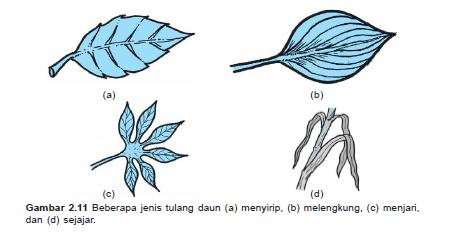 (a)
(b)
(c)
(d)
Gambar 2.11 Beberapa jenis tulang daun (a) menyirip, (b) melengkung, (c) menjari,
dan (d) sejajar.